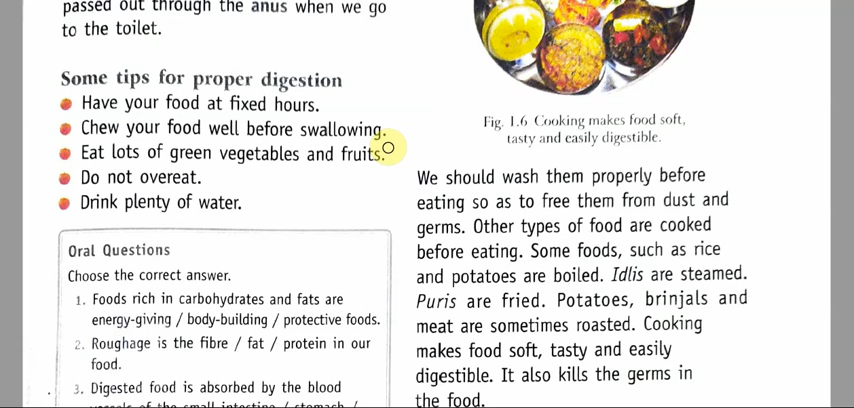 passed out through the anus when we go
to the toilet.
Some tips for proper digestion
Have your food at fixed hours.
Chew your food well before swallowing.
Eat lots of green vegetables and fruits.
Do not overeat.
Drink plenty of water.
Oral Questions
Choose the correct answer.
1. Foods rich in carbohydrates and fats are
energy-giving / body-building / protective foods.
2. Roughage is the fibre / fat / protein in our
food.
3. Digested food is absorbed by the blood
vessels of the small intestine / stomach /
Fig. 1.6 Cooking makes food soft,
tasty and easily digestible.
We should wash them properly before
eating so as to free them from dust and
germs. Other types of food are cooked
before eating. Some foods, such as rice
and potatoes are boiled. Idlis are steamed.
Puris are fried. Potatoes, brinjals and
meat are sometimes roasted. Cooking
makes food soft, tasty and easily
digestible. It also kills the germs in
the food.